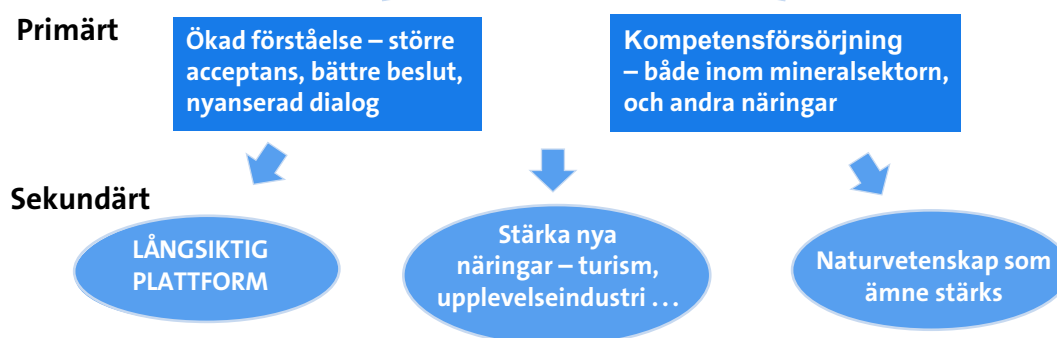 Primärt
Ökad förståelse – större
acceptans, bättre beslut,
nyanserad dialog
Kompetensförsörjning
– både inom mineralsektorn,
och andra näringar
Sekundärt
LÅNGSIKTIG
PLATTFORM
Stärka nya
näringar – turism,
upplevelseindustri …
Naturvetenskap som
ämne stärks